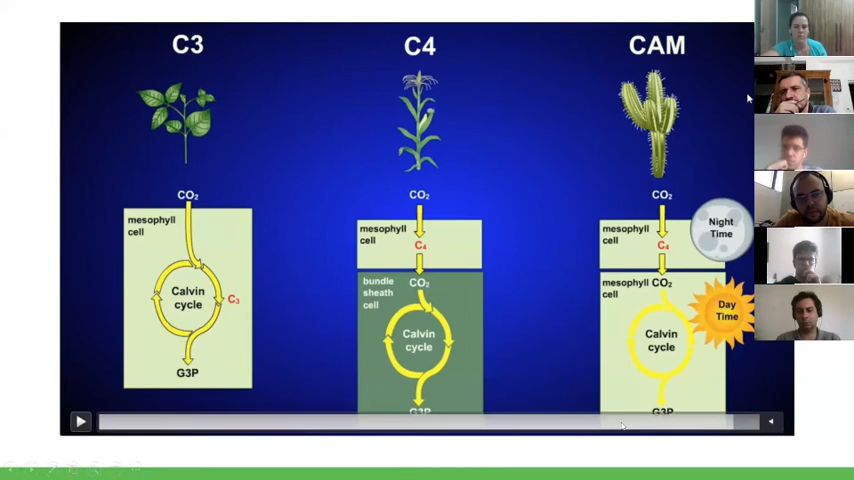 C3
C4
CAM
CO₂
mesophyll
cell
Calvin
cycle
C₃
G3P
CO₂
mesophyll
cell
C₄
bundle
sheath
cell
CO₂
Calvin
cycle
G3P
CO₂
mesophyll
cell
C₄
Night
Time
mesophyll
cell
CO₂
Day
Time
Calvin
cycle
G3P